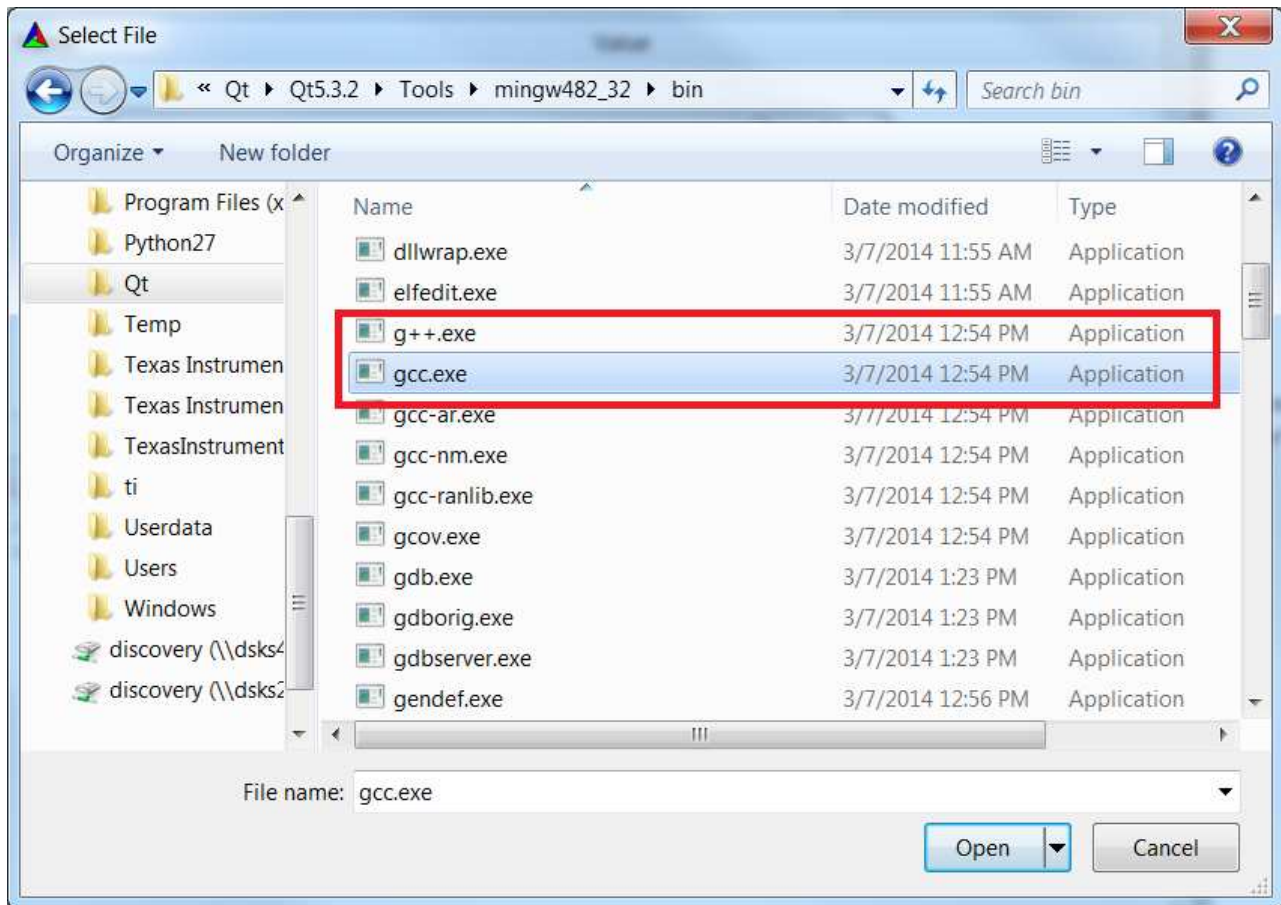 Select File
« Qt ▸ Qt5.3.2 ▸ Tools ▸ mingw482_32 ▸ bin
Search bin
Organize
New folder
Program Files (x
Python27
Qt
Temp
Texas Instrumen
Texas Instrumen
TexasInstrument
ti
Userdata
Users
Windows
discovery (\\dsks4
discovery (\\dsks2
Name Date modified Type
dllwrap.exe 3/7/2014 11:55 AM Application
elfedit.exe 3/7/2014 11:55 AM Application
g++.exe 3/7/2014 12:54 PM Application
gcc.exe 3/7/2014 12:54 PM Application
gcc-ar.exe 3/7/2014 12:54 PM Application
gcc-nm.exe 3/7/2014 12:54 PM Application
gcc-ranlib.exe 3/7/2014 12:54 PM Application
gcov.exe 3/7/2014 12:54 PM Application
gdb.exe 3/7/2014 1:23 PM Application
gdborig.exe 3/7/2014 1:23 PM Application
gdbserver.exe 3/7/2014 1:23 PM Application
gendef.exe 3/7/2014 12:56 PM Application
File name: gcc.exe
Open
Cancel